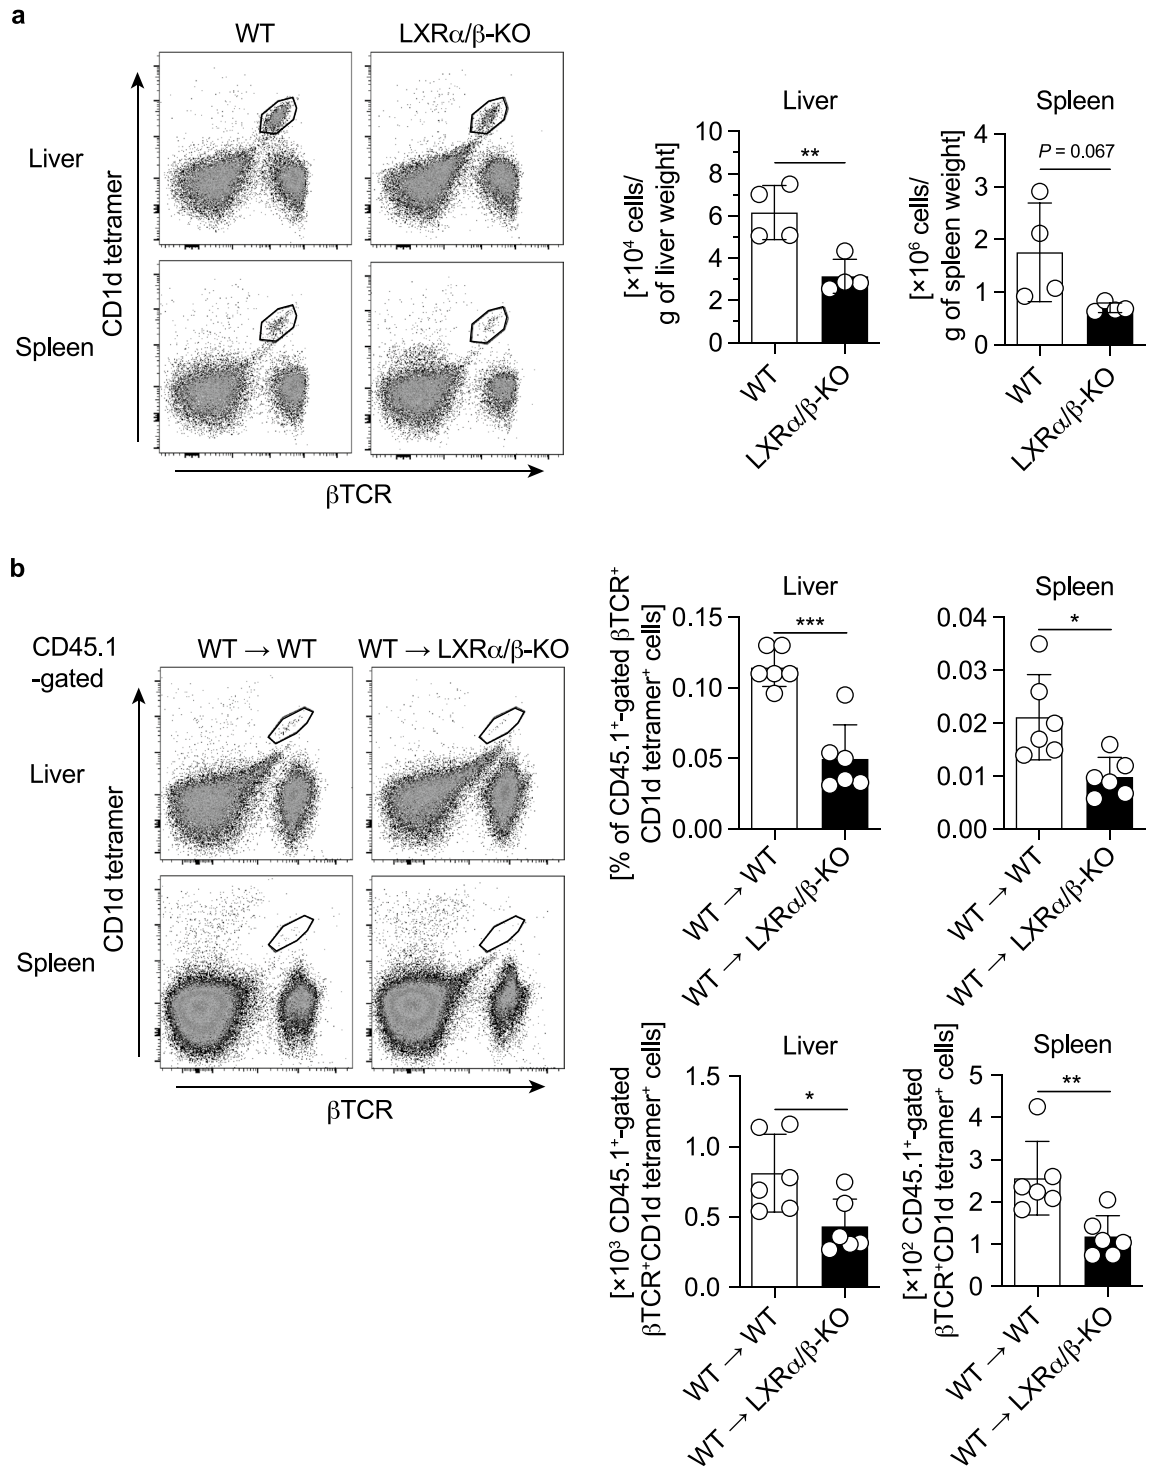 a
WT
LXRα/β-KO
Liver
Spleen
CD1d tetramer
βTCR
Liver
[×10⁴ cells/
g of liver weight]
10
8
6
4
2
0
**
WT
LXRα/β-KO
Spleen
[×10⁶ cells/
g of spleen weight]
4
3
2
1
0
P = 0.067
WT
LXRα/β-KO
b
CD45.1
-gated
WT → WT
WT → LXRα/β-KO
Liver
Spleen
CD1d tetramer
βTCR
Liver
[% of CD45.1⁺-gated βTCR⁺
CD1d tetramer⁺ cells]
0.15
0.10
0.05
0.00
***
WT → WT
WT → LXRα/β-KO
Spleen
0.04
0.03
0.02
0.01
0.00
*
WT → WT
WT → LXRα/β-KO
Liver
[×10³ CD45.1⁺-gated
βTCR⁺CD1d tetramer⁺ cells]
1.5
1.0
0.5
0.0
*
WT → WT
WT → LXRα/β-KO
Spleen
[×10² CD45.1⁺-gated
βTCR⁺CD1d tetramer⁺ cells]
5
4
3
2
1
0
**
WT → WT
WT → LXRα/β-KO